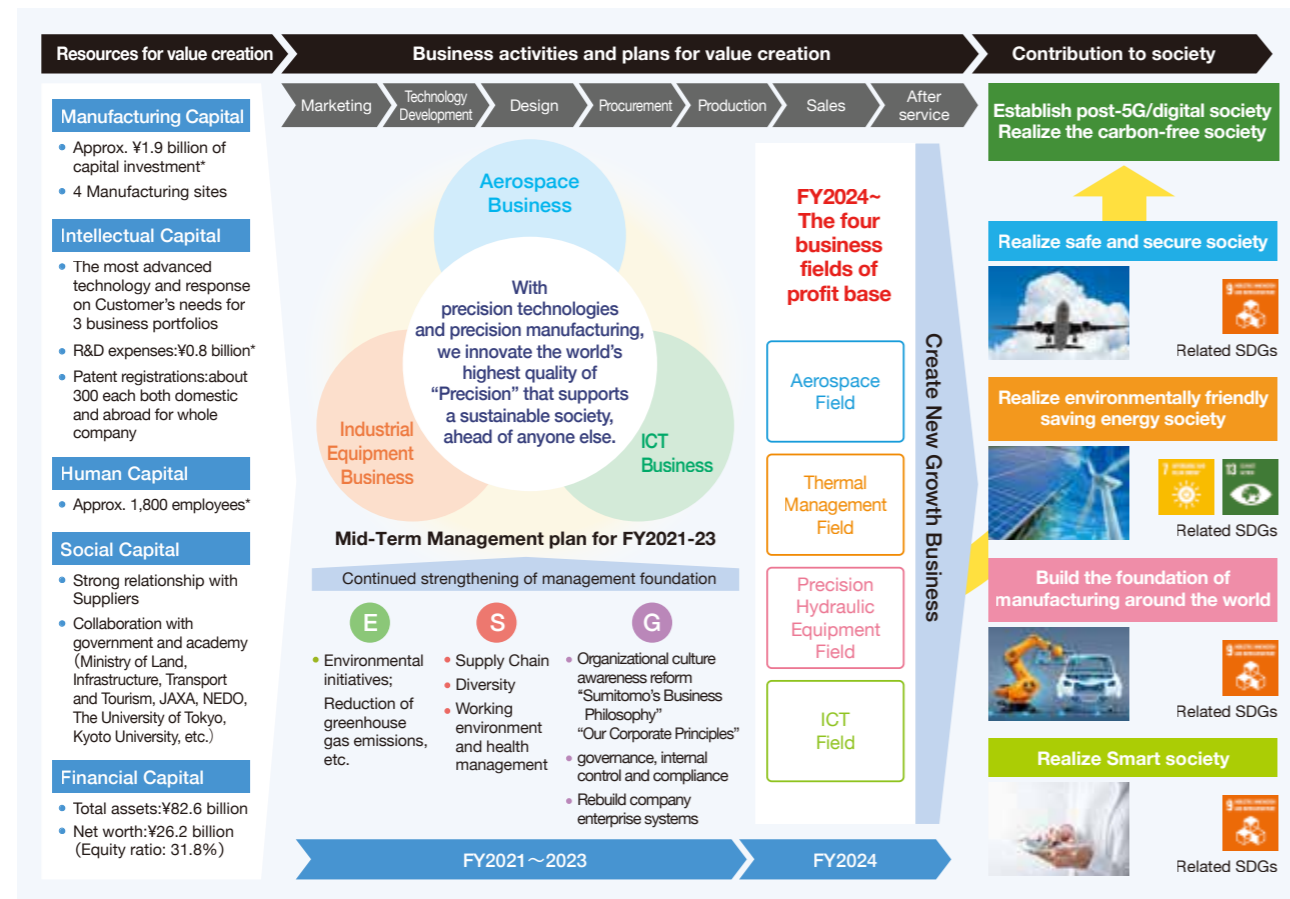 Resources for value creation
Business activities and plans for value creation
Contribution to society
Manufacturing Capital
• Approx. ¥1.9 billion of
capital investment*
• 4 Manufacturing sites
Intellectual Capital
• The most advanced
technology and response
on Customer's needs for
3 business portfolios
• R&D expenses:¥0.8 billion*
• Patent registrations:about
300 each both domestic
and abroad for whole
company
Human Capital
• Approx. 1,800 employees*
Social Capital
• Strong relationship with
Suppliers
• Collaboration with
government and academy
(Ministry of Land,
Infrastructure, Transport
and Tourism, JAXA, NEDO,
The University of Tokyo,
Kyoto University, etc.)
Financial Capital
• Total assets:¥82.6 billion
• Net worth:¥26.2 billion
(Equity ratio: 31.8%)
Marketing
Technology
Development
Design
Procurement
Production
Sales
After
service
Aerospace
Business
With
precision technologies
and precision manufacturing,
we innovate the world's
highest quality of
“Precision” that supports
a sustainable society,
ahead of anyone else.
Industrial
Equipment
Business
ICT
Business
Mid-Term Management plan for FY2021-23
Continued strengthening of management foundation
E
• Environmental
initiatives;
Reduction of
greenhouse
gas emissions,
etc.
S
• Supply Chain
• Diversity
• Working
environment
and health
management
G
• Organizational culture
awareness reform
“Sumitomo's Business
Philosophy”
“Our Corporate Principles”
• governance, internal
control and compliance
• Rebuild company
enterprise systems
FY2021～2023
FY2024~
The four
business
fields of
profit base
Aerospace
Field
Thermal
Management
Field
Precision
Hydraulic
Equipment
Field
ICT
Field
FY2024
Create New Growth Business
Establish post-5G/digital society
Realize the carbon-free society
Realize safe and secure society
9
Related SDGs
Realize environmentally friendly
saving energy society
7
13
Related SDGs
Build the foundation of
manufacturing around the world
9
Related SDGs
Realize Smart society
9
Related SDGs